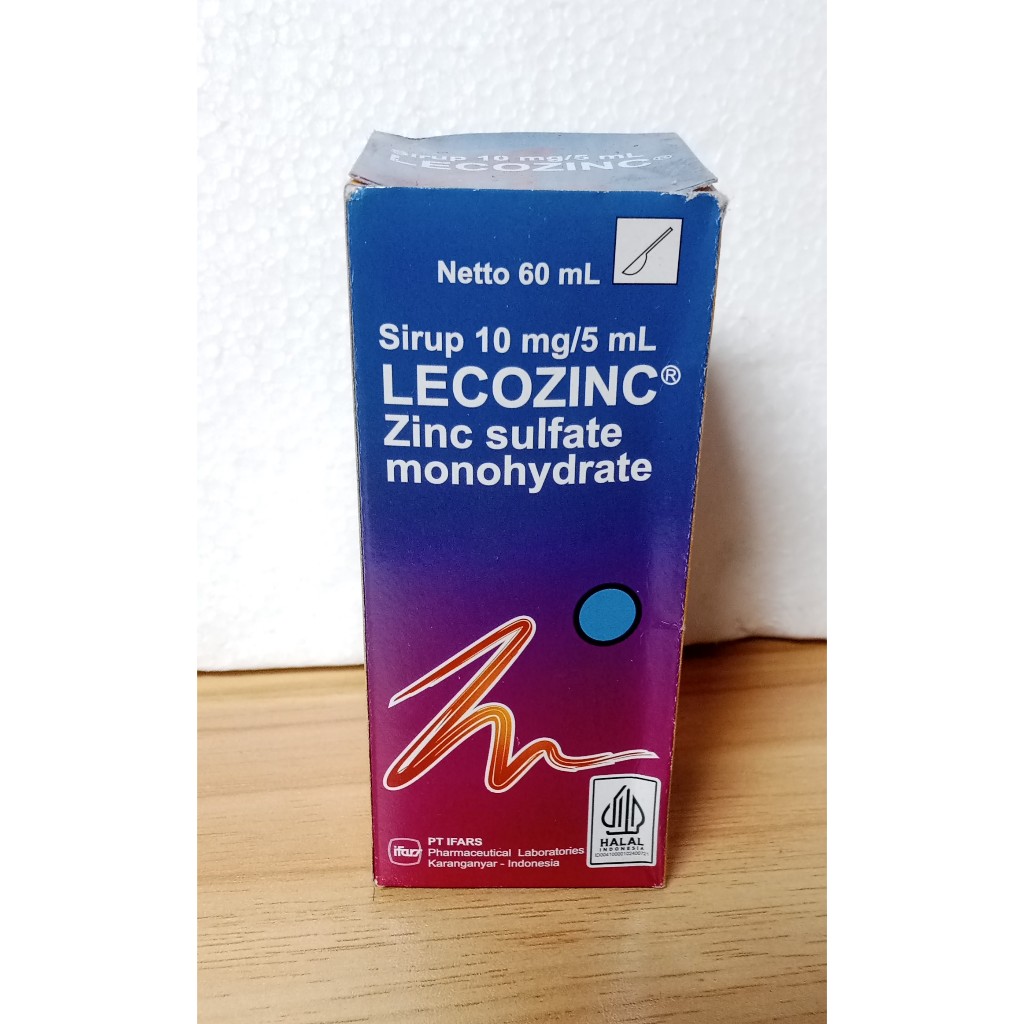 Sirup 10 mg/5 mL
LECOZINC®
Netto 60 mL
Sirup 10 mg/5 mL
LECOZINC®
Zinc sulfate
monohydrate
ifars
PT IFARS
Pharmaceutical Laboratories
Karanganyar - Indonesia
HALAL
INDONESIA